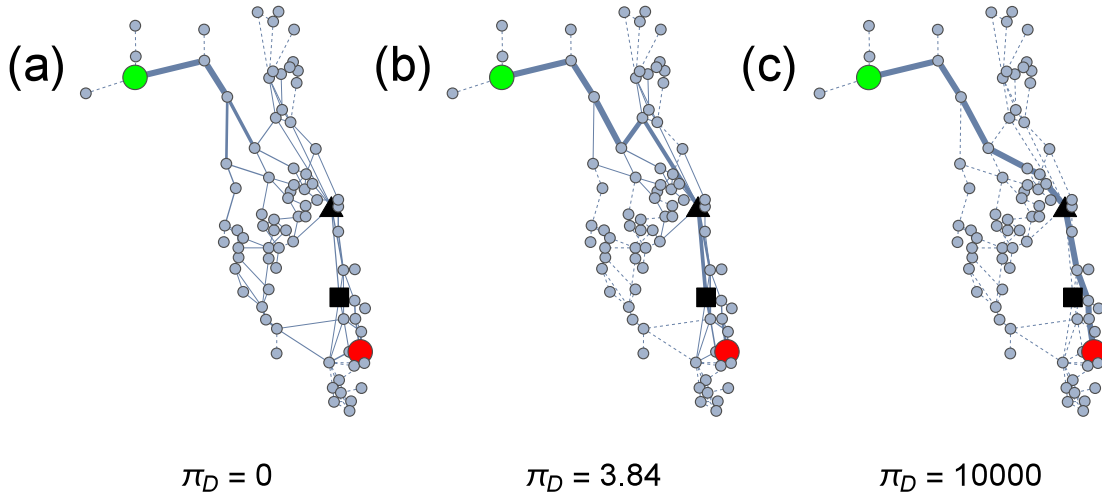 (a) (b) (c)
π_D = 0 π_D = 3.84 π_D = 10000